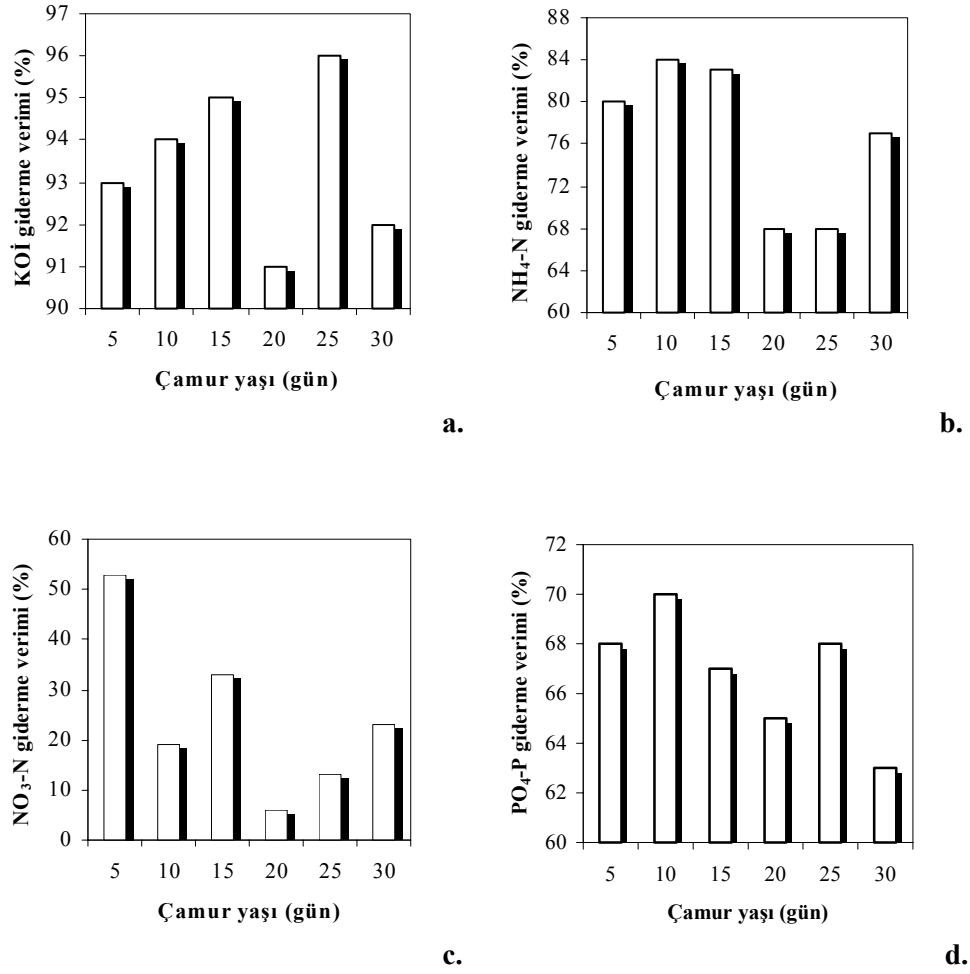 97
96
95
94
93
92
91
90
KOİ giderme verimi (%)
5 10 15 20 25 30
Çamur yaşı (gün)
a.
88
84
80
76
72
68
64
60
NH₄-N giderme verimi (%)
5 10 15 20 25 30
Çamur yaşı (gün)
b.
60
50
40
30
20
10
0
NO₃-N giderme verimi (%)
5 10 15 20 25 30
Çamur yaşı (gün)
c.
72
70
68
66
64
62
60
PO₄-P giderme verimi (%)
5 10 15 20 25 30
Çamur yaşı (gün)
d.